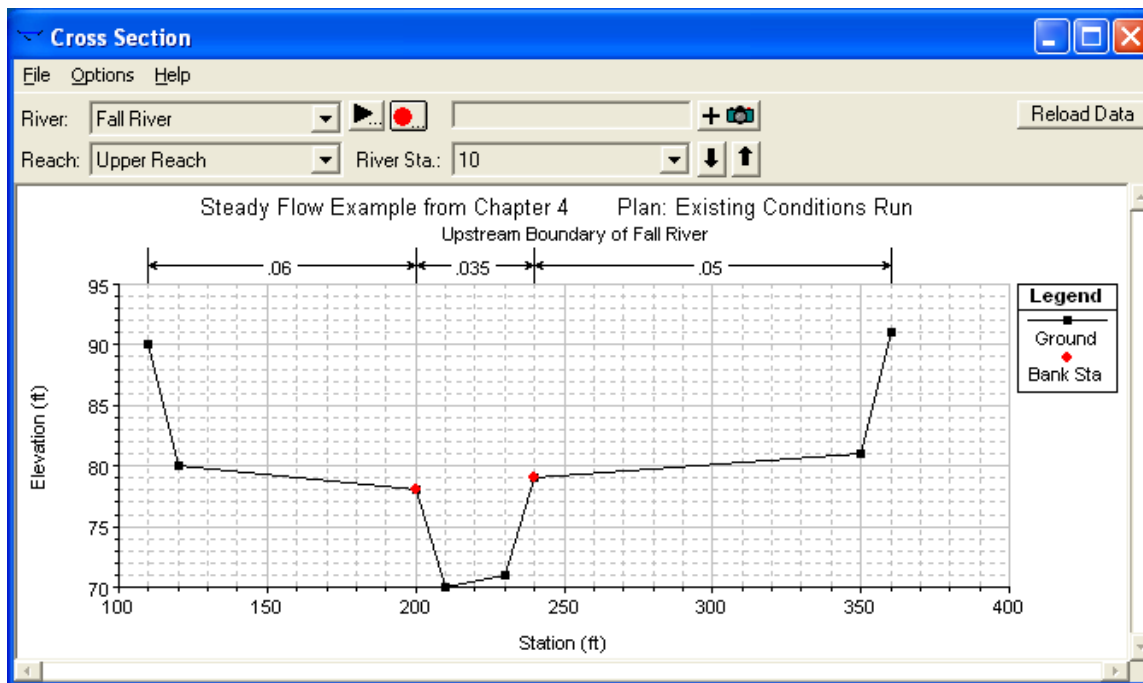 Cross Section
File Options Help
River: Fall River
Reload Data
Reach: Upper Reach River Sta.: 10
Steady Flow Example from Chapter 4 Plan: Existing Conditions Run
Upstream Boundary of Fall River
.06 .035 .05
95
90
85
80
75
70
Elevation (ft)
100 150 200 250 300 350 400
Station (ft)
Legend
Ground
Bank Sta